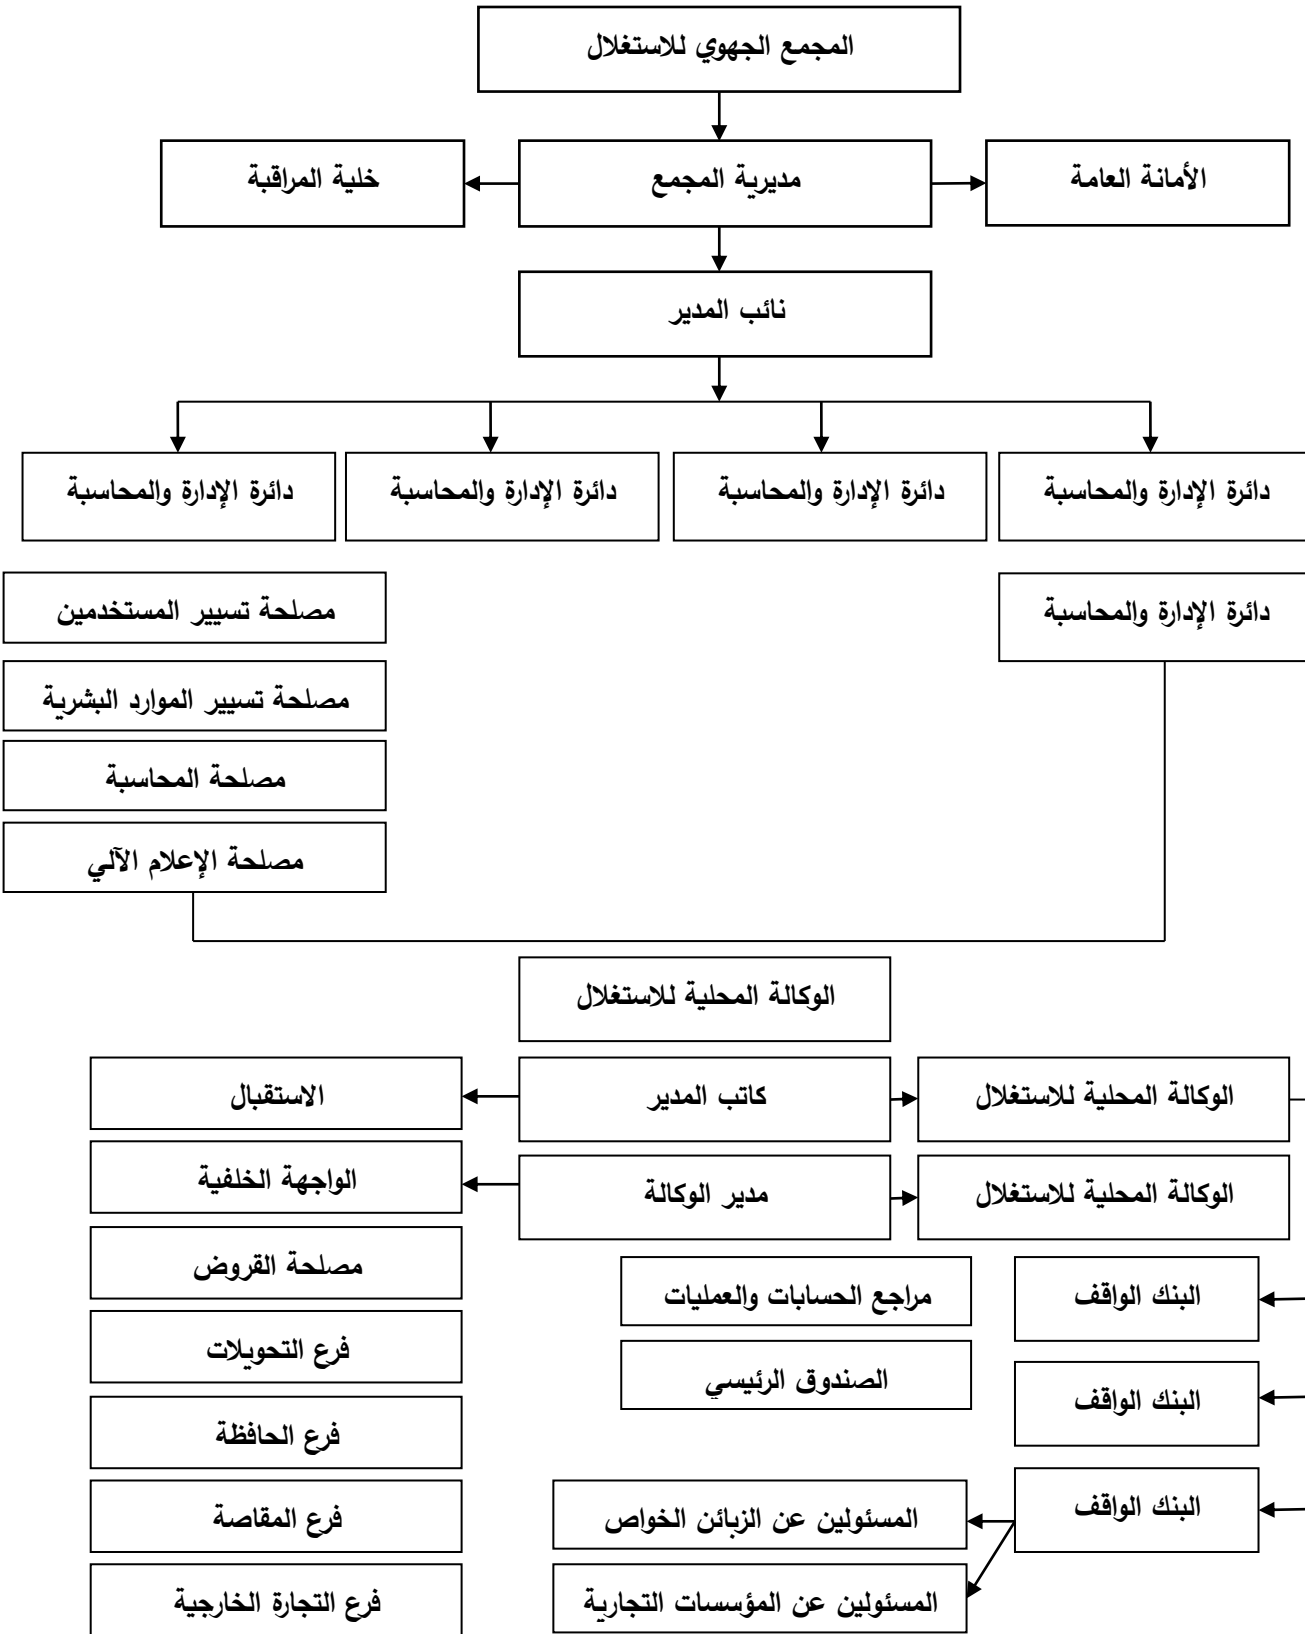 المجمع الجهوي للاستغلال
الأمانة العامة
مديرية المجمع
خلية المراقبة
نائب المدير
دائرة الإدارة والمحاسبة
دائرة الإدارة والمحاسبة
دائرة الإدارة والمحاسبة
دائرة الإدارة والمحاسبة
دائرة الإدارة والمحاسبة
مصلحة تسيير المستخدمين
مصلحة تسيير الموارد البشرية
مصلحة المحاسبة
مصلحة الإعلام الآلي
الوكالة المحلية للاستغلال
الوكالة المحلية للاستغلال
كاتب المدير
الاستقبال
الوكالة المحلية للاستغلال
مدير الوكالة
الواجهة الخلفية
البنك الواقف
مراجع الحسابات والعمليات
مصلحة القروض
البنك الواقف
الصندوق الرئيسي
فرع التحويلات
فرع الحافظة
البنك الواقف
المسئولين عن الزبائن الخواص
فرع المقاصة
المسئولين عن المؤسسات التجارية
فرع التجارة الخارجية